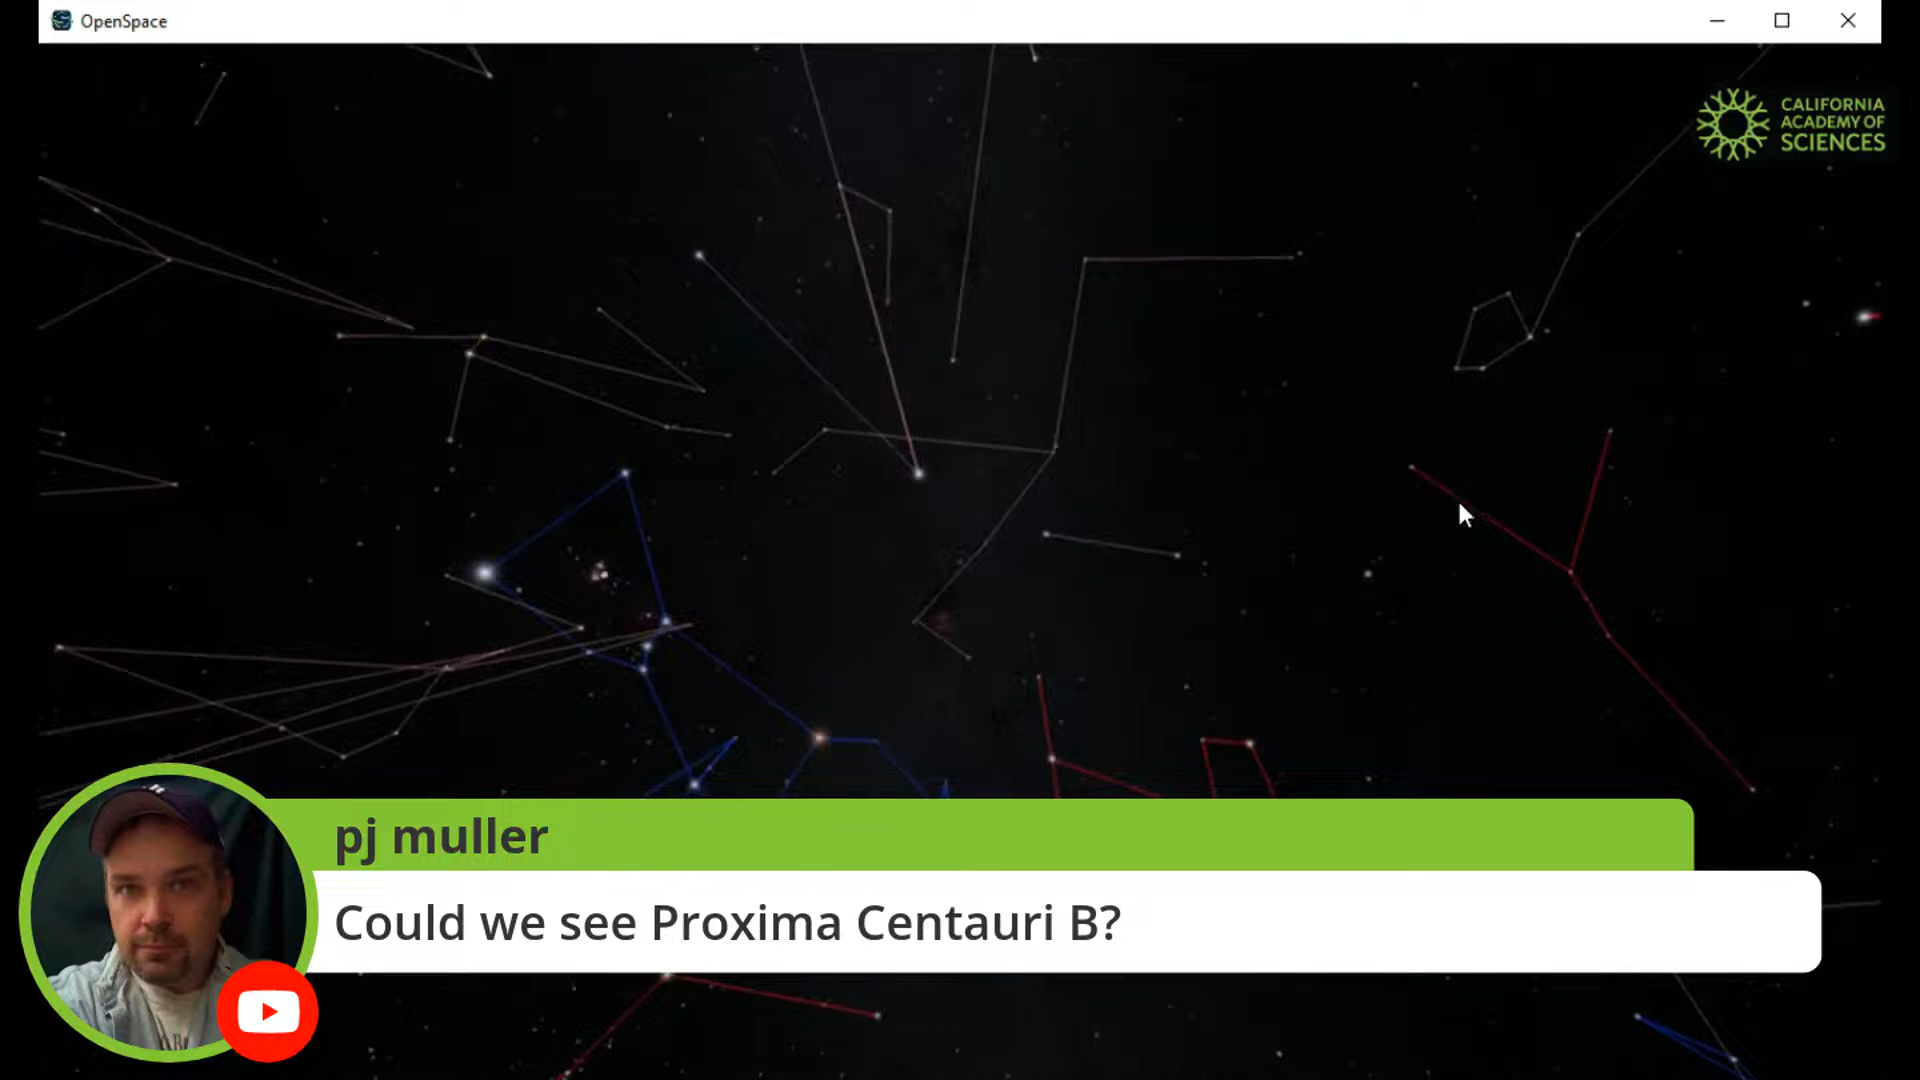 OpenSpace
CALIFORNIA
ACADEMY OF
SCIENCES
pj muller
Could we see Proxima Centauri B?